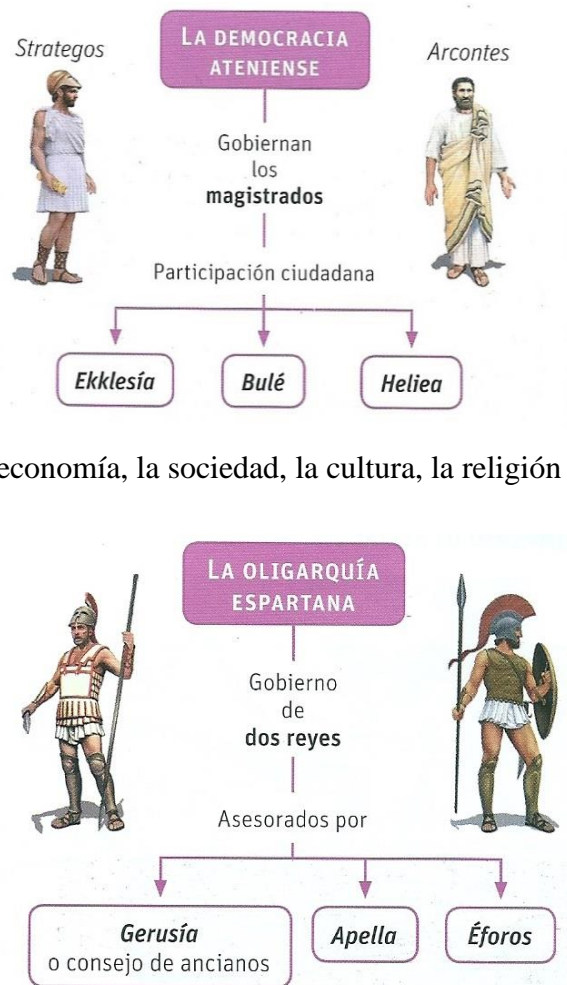 Strategos
LA DEMOCRACIA
ATENIENSE
Arcontes
Gobiernan
los
magistrados
Participación ciudadana
Ekklesía
Bulé
Heliea
economía, la sociedad, la cultura, la religión
LA OLIGARQUÍA
ESPARTANA
Gobierno
de
dos reyes
Asesorados por
Gerusía
o consejo de ancianos
Apella
Éforos